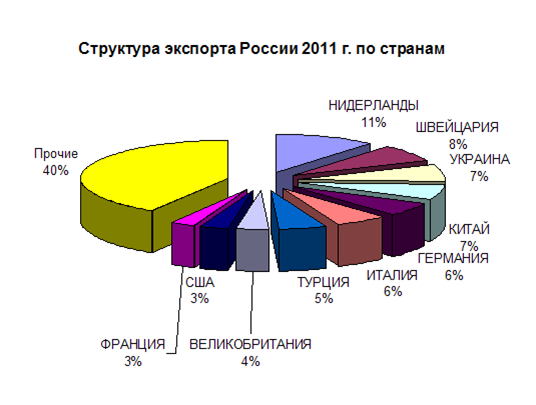 Структура экспорта России 2011 г. по странам
НИДЕРЛАНДЫ
11%
ШВЕЙЦАРИЯ
8%
УКРАИНА
7%
КИТАЙ
7%
ГЕРМАНИЯ
6%
ИТАЛИЯ
6%
ТУРЦИЯ
5%
ВЕЛИКОБРИТАНИЯ
4%
США
3%
ФРАНЦИЯ
3%
Прочие
40%